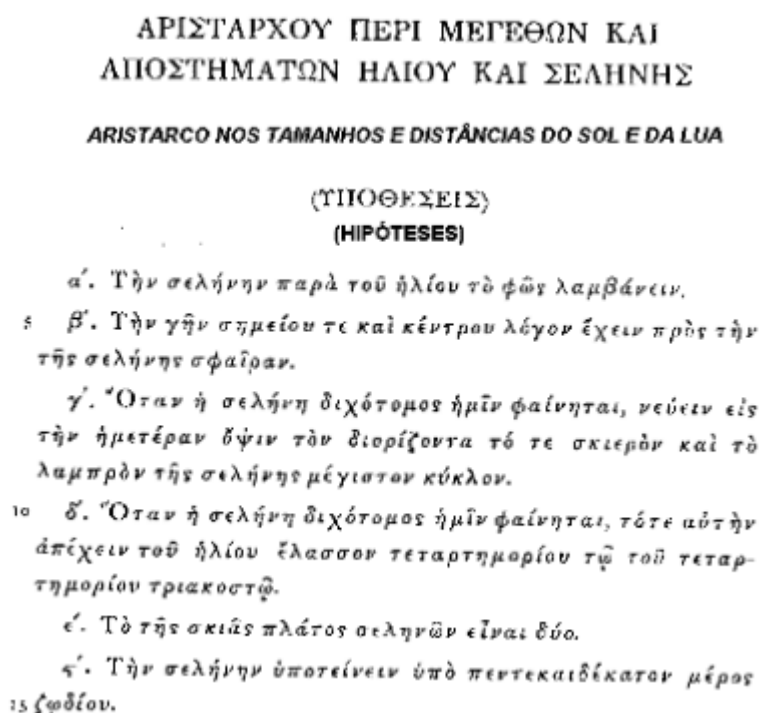 ΑΡΙΣΤΑΡΧΟΥ ΠΕΡΙ ΜΕΓΕΘΩΝ ΚΑΙ
ΑΠΟΣΤΗΜΑΤΩΝ ΗΛΙΟΥ ΚΑΙ ΣΕΛΗΝΗΣ
ARISTARCO NOS TAMANHOS E DISTÂNCIAS DO SOL E DA LUA
⟨ΥΠΟΘΕΣΕΙΣ⟩
(HIPÓTESES)
α΄. Τὴν σελήνην παρὰ τοῦ ἡλίου τὸ φῶς λαμβάνειν.
5 β΄. Τὴν γῆν σημείου τε καὶ κέντρου λόγον ἔχειν πρὸς τὴν
τῆς σελήνης σφαῖραν.
γ΄. Ὅταν ἡ σελήνη διχότομος ἡμῖν φαίνηται, νεύειν εἰς
τὴν ἡμετέραν ὄψιν τὸν διορίζοντα τό τε σκιερὸν καὶ τὸ
λαμπρὸν τῆς σελήνης μέγιστον κύκλον.
10 δ΄. Ὅταν ἡ σελήνη διχότομος ἡμῖν φαίνηται, τότε αὐτὴν
ἀπέχειν τοῦ ἡλίου ἔλασσον τεταρτημορίου τῷ τοῦ τεταρ-
τημορίου τριακοστῷ.
ε΄. Τὸ τῆς σκιᾶς πλάτος σεληνῶν εἶναι δύο.
ϛ΄. Τὴν σελήνην ὑποτείνειν ὑπὸ πεντεκαιδέκατον μέρος
15 ζῳδίου.